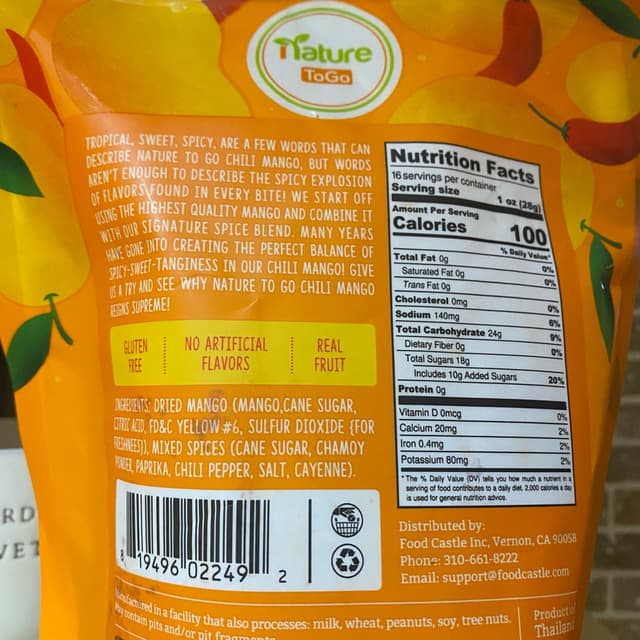 nature
ToGo
TROPICAL, SWEET, SPICY, ARE A FEW WORDS THAT CAN
DESCRIBE NATURE TO GO CHILI MANGO, BUT WORDS
AREN'T ENOUGH TO DESCRIBE THE SPICY EXPLOSION
OF FLAVORS FOUND IN EVERY BITE! WE START OFF
USING THE HIGHEST QUALITY MANGO AND COMBINE IT
WITH OUR SIGNATURE SPICE BLEND. MANY YEARS
HAVE GONE INTO CREATING THE PERFECT BALANCE OF
SPICY-SWEET-TANGINESS IN OUR CHILI MANGO! GIVE
US A TRY AND SEE WHY NATURE TO GO CHILI MANGO
REIGNS SUPREME!
GLUTEN
FREE
NO ARTIFICIAL
FLAVORS
REAL
FRUIT
INGREDIENTS: DRIED MANGO (MANGO,CANE SUGAR,
CITRIC ACID, FD&C YELLOW #6, SULFUR DIOXIDE (FOR
FRESHNEES)), MIXED SPICES (CANE SUGAR, CHAMOY
POWDER, PAPRIKA, CHILI PEPPER, SALT, CAYENNE).
8 19496 02249 2
Nutrition Facts
16 servings per container
Serving size 1 oz (28g)
Amount Per Serving
Calories 100
% Daily Value*
Total Fat 0g 0%
Saturated Fat 0g 0%
Trans Fat 0g
Cholesterol 0mg 0%
Sodium 140mg 6%
Total Carbohydrate 24g 9%
Dietary Fiber 0g 0%
Total Sugars 18g
Includes 10g Added Sugars 20%
Protein 0g
Vitamin D 0mcg 0%
Calcium 20mg 2%
Iron 0.4mg 2%
Potassium 80mg 2%
* The % Daily Value (DV) tells you how much a nutrient in a
serving of food contributes to a daily diet. 2,000 calories a day
is used for general nutrition advice.
Distributed by:
Food Castle Inc, Vernon, CA 90058
Phone: 310-661-8222
Email: support@foodcastle.com
Manufactured in a facility that also processes: milk, wheat, peanuts, soy, tree nuts.
May contain pits and/or pit fragments
Product of
Thailand
RD
VET